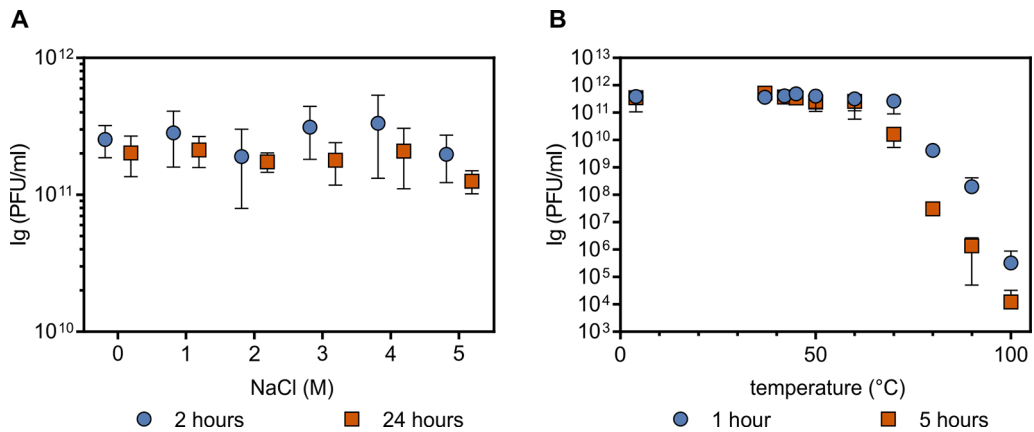 A
lg (PFU/ml)
10^12
10^11
10^10
0 1 2 3 4 5
NaCl (M)
2 hours 24 hours
B
lg (PFU/ml)
10^13
10^12
10^11
10^10
10^9
10^8
10^7
10^6
10^5
10^4
10^3
0 50 100
temperature (°C)
1 hour 5 hours